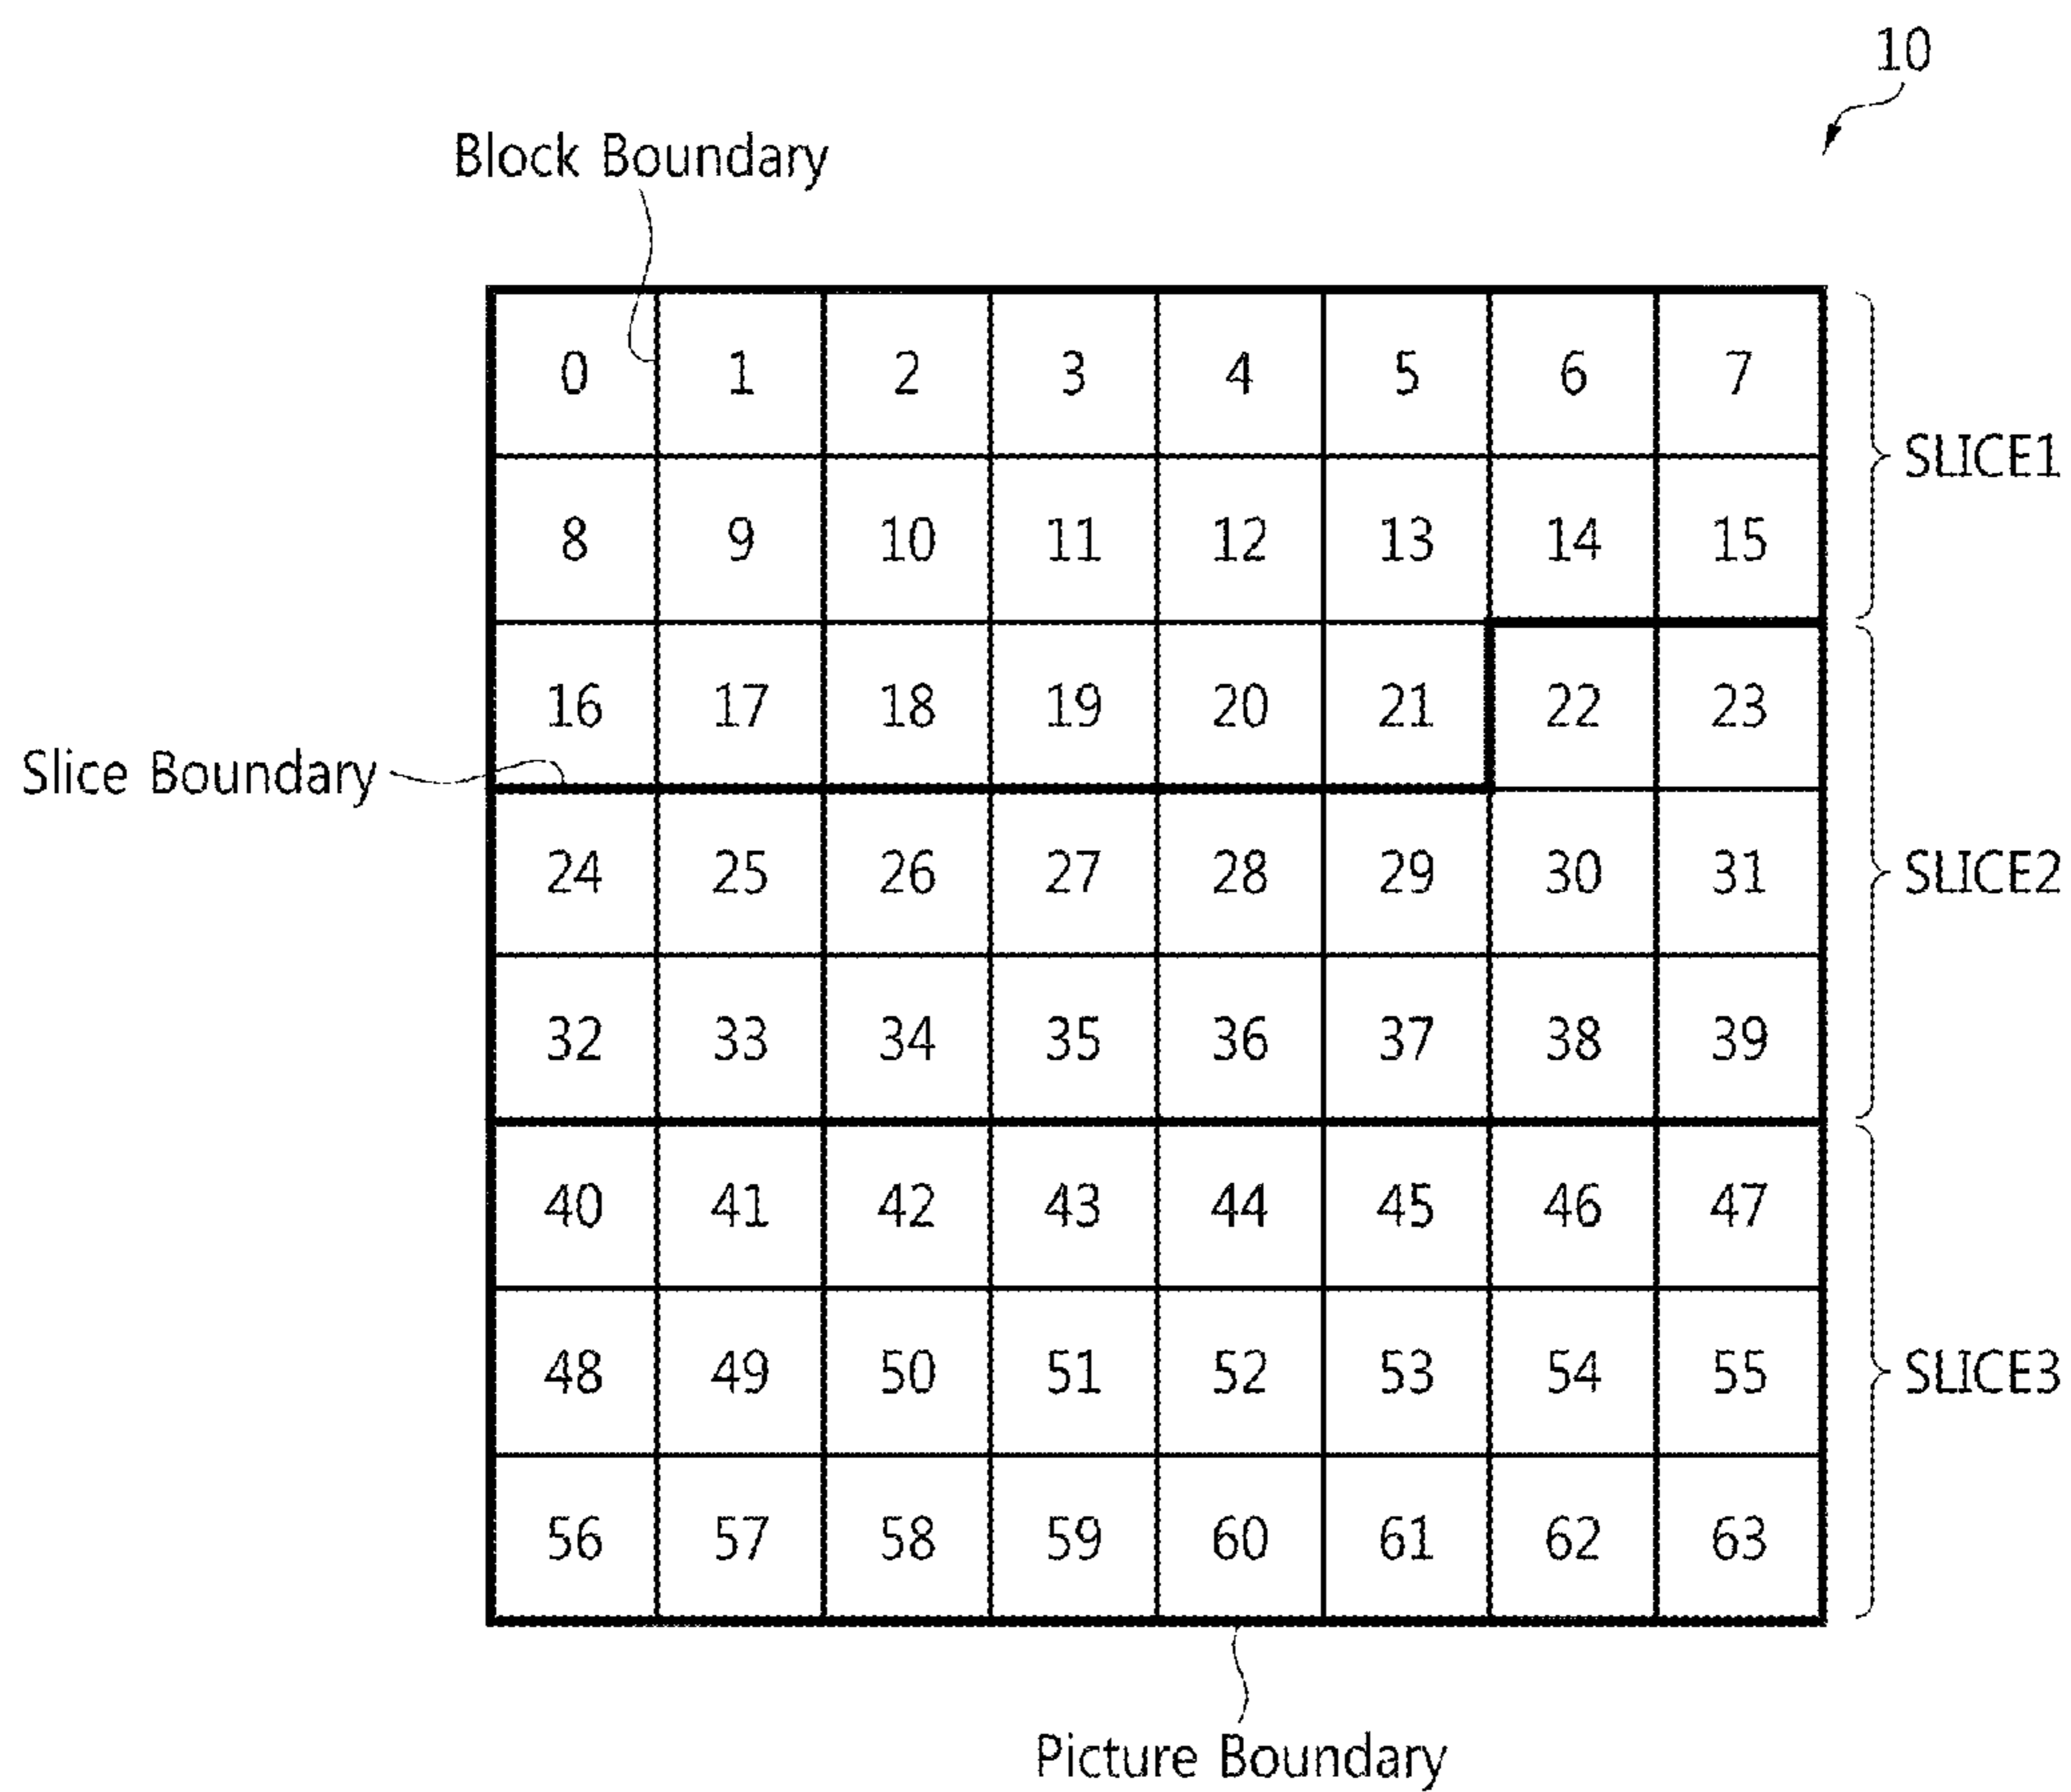 10
Block Boundary
0 1 2 3 4 5 6 7
SLICE1
8 9 10 11 12 13 14 15
16 17 18 19 20 21 22 23
Slice Boundary
24 25 26 27 28 29 30 31
SLICE2
32 33 34 35 36 37 38 39
40 41 42 43 44 45 46 47
48 49 50 51 52 53 54 55
SLICE3
56 57 58 59 60 61 62 63
Picture Boundary